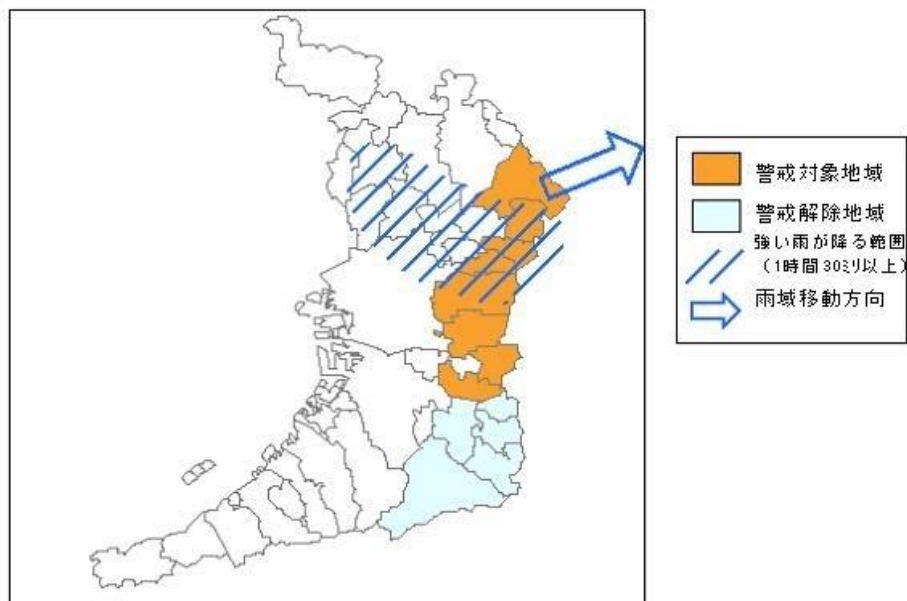 警戒対象地域
警戒解除地域
強い雨が降る範囲
（1時間30ミリ以上）
雨域移動方向